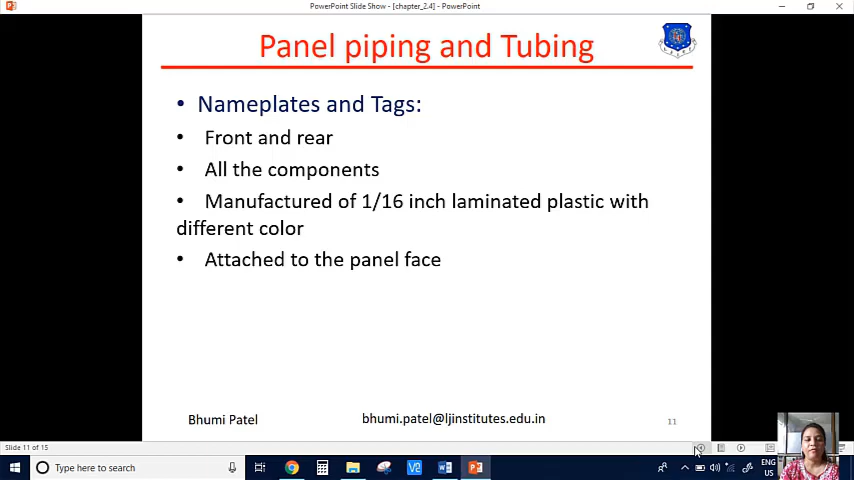 PowerPoint Slide Show - [chapter_2.4] - PowerPoint
Panel piping and Tubing
• Nameplates and Tags:
• Front and rear
• All the components
• Manufactured of 1/16 inch laminated plastic with
different color
• Attached to the panel face
Bhumi Patel
bhumi.patel@ljinstitutes.edu.in
11
Slide 11 of 15
Type here to search
ENG
US